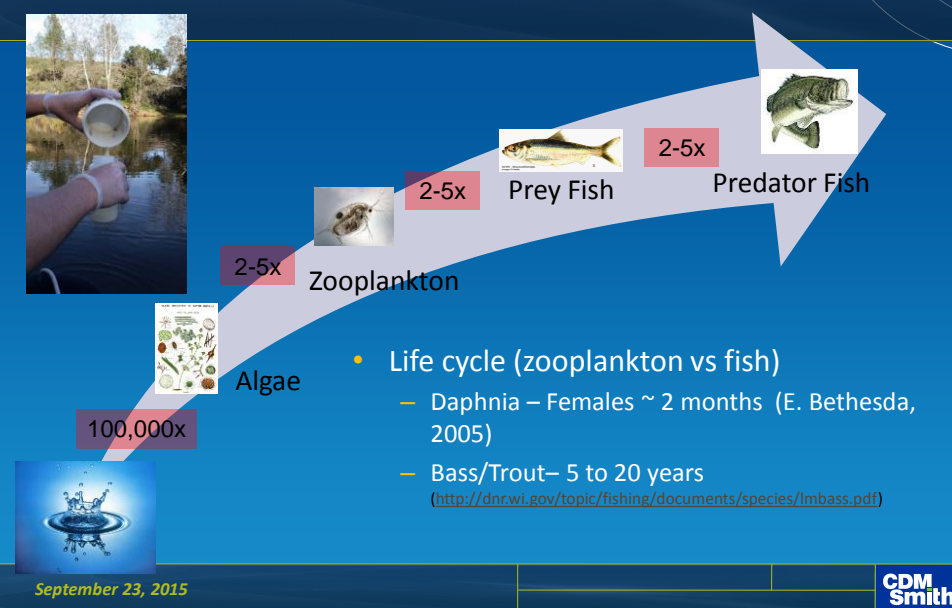 2-5x
Predator Fish
2-5x
Prey Fish
2-5x
Zooplankton
Algae
100,000x
• Life cycle (zooplankton vs fish)
– Daphnia – Females ~ 2 months (E. Bethesda,
2005)
– Bass/Trout– 5 to 20 years
(http://dnr.wi.gov/topic/fishing/documents/species/lmbass.pdf)
September 23, 2015
CDM
Smith